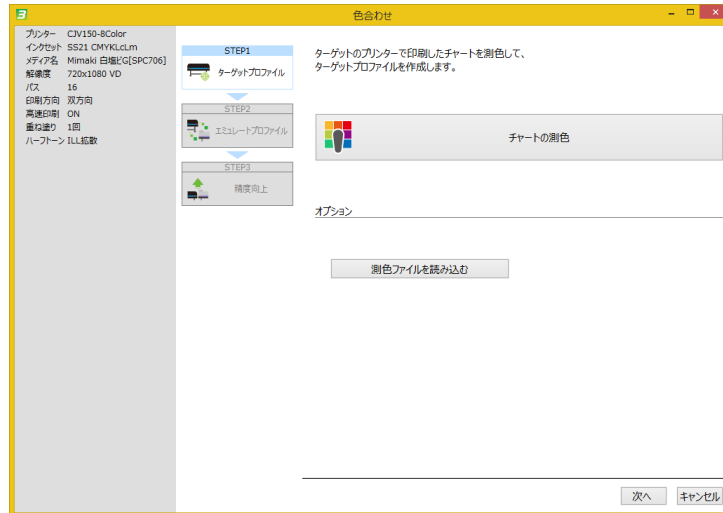 色合わせ
プリンター CJV150-8Color
インクセット SS21 CMYKLcLm
メディア名 Mimaki 白塩ビG[SPC706]
解像度 720x1080 VD
パス 16
印刷方向 双方向
高速印刷 ON
重ね塗り 1回
ハーフトーン ILL拡散
STEP1
ターゲットプロファイル
STEP2
エミュレートプロファイル
STEP3
精度向上
ターゲットのプリンターで印刷したチャートを測色して、
ターゲットプロファイルを作成します。
チャートの測色
オプション
測色ファイルを読み込む
次へ
キャンセル